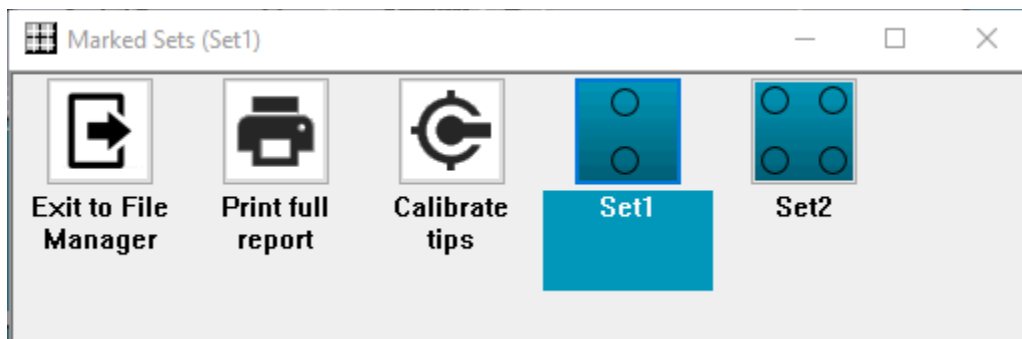 Marked Sets (Set1)
Exit to File
Manager
Print full
report
Calibrate
tips
Set1
Set2